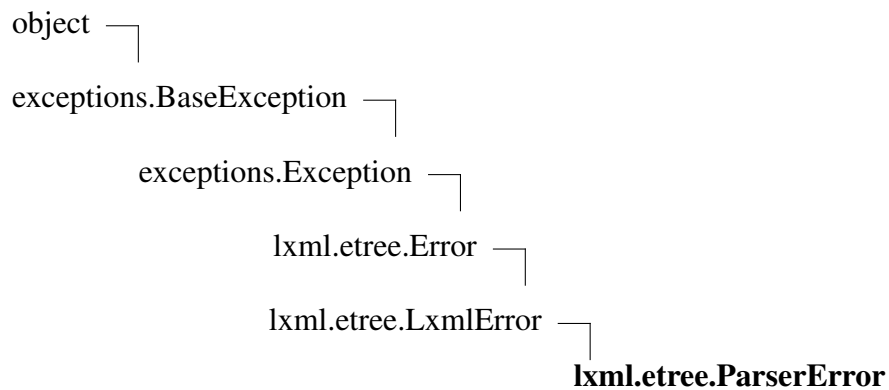 object
exceptions.BaseException
exceptions.Exception
lxml.etree.Error
lxml.etree.LxmlError
lxml.etree.ParserError